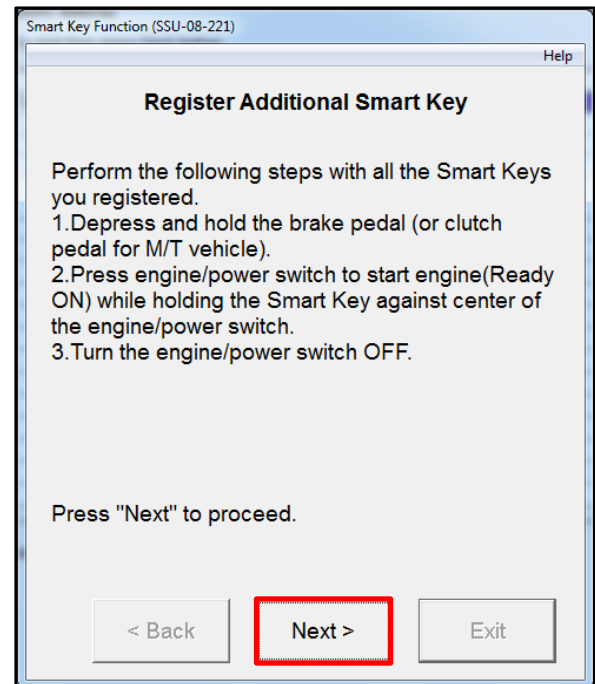 Smart Key Function (SSU-08-221)
Help
Register Additional Smart Key
Perform the following steps with all the Smart Keys
you registered.
1.Depress and hold the brake pedal (or clutch
pedal for M/T vehicle).
2.Press engine/power switch to start engine(Ready
ON) while holding the Smart Key against center of
the engine/power switch.
3.Turn the engine/power switch OFF.
Press "Next" to proceed.
< Back Next > Exit